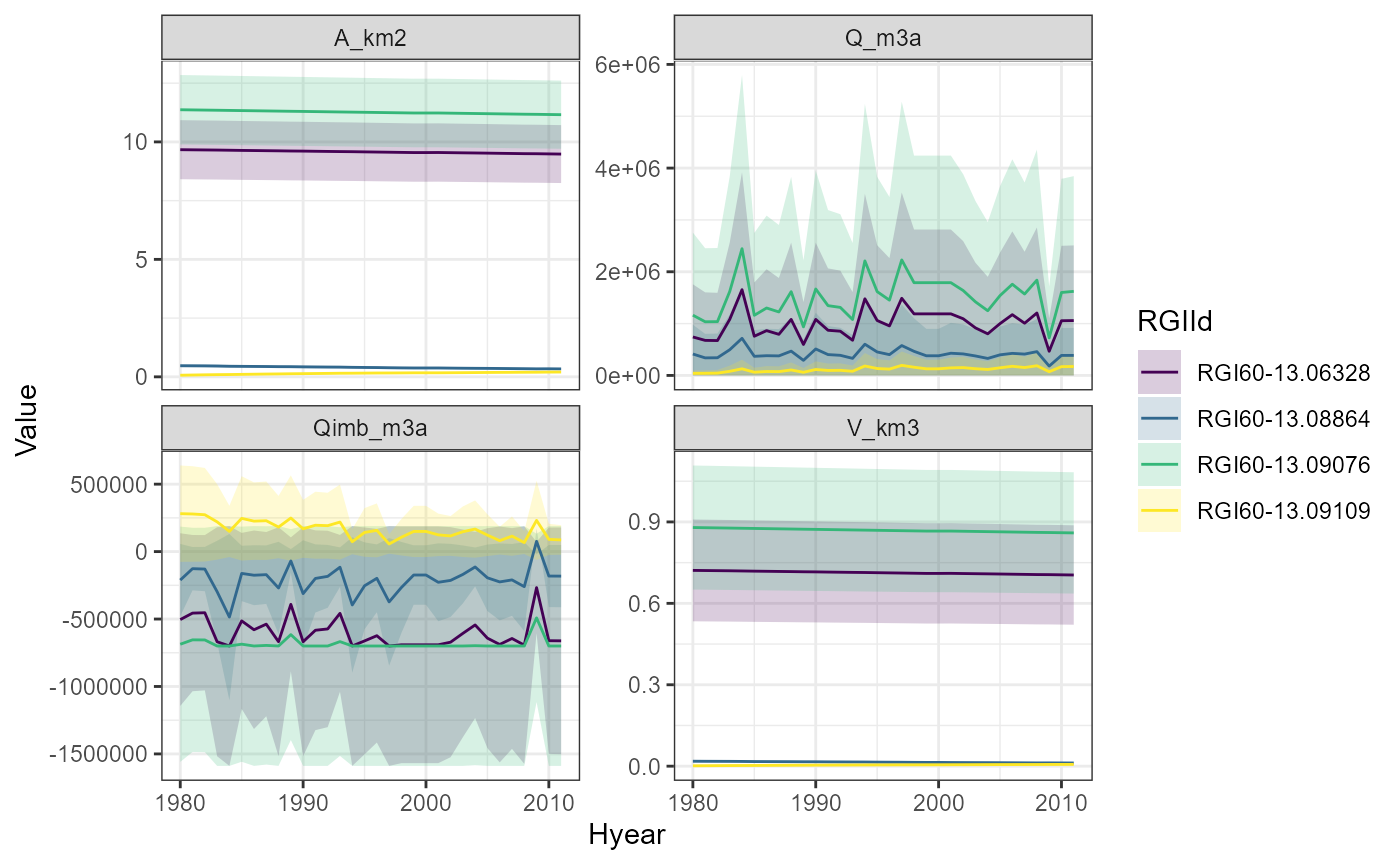 A_km2
Q_m3a
10
5
0
6e+06
4e+06
2e+06
0e+00
Qimb_m3a
V_km3
500000
0
-500000
-1000000
-1500000
0.9
0.6
0.3
0.0
1980
1990
2000
2010
1980
1990
2000
2010
Hyear
Value
RGIId
RGI60-13.06328
RGI60-13.08864
RGI60-13.09076
RGI60-13.09109